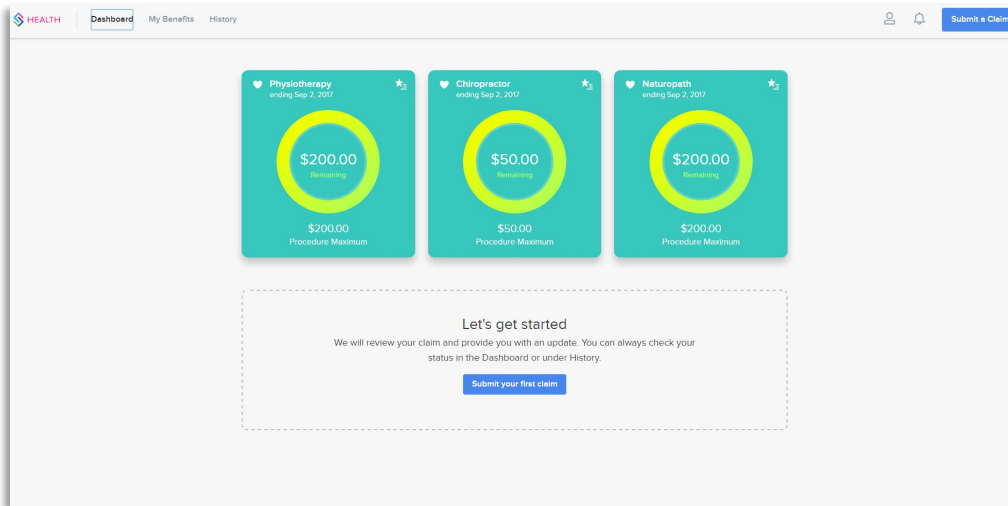 HEALTH
Dashboard
My Benefits
History
Submit a Claim
Physiotherapy
ending Sep 2, 2017
$200.00
Remaining
$200.00
Procedure Maximum
Chiropractor
ending Sep 2, 2017
$50.00
Remaining
$50.00
Procedure Maximum
Naturopath
ending Sep 2, 2017
$200.00
Remaining
$200.00
Procedure Maximum
Let's get started
We will review your claim and provide you with an update. You can always check your
status in the Dashboard or under History.
Submit your first claim